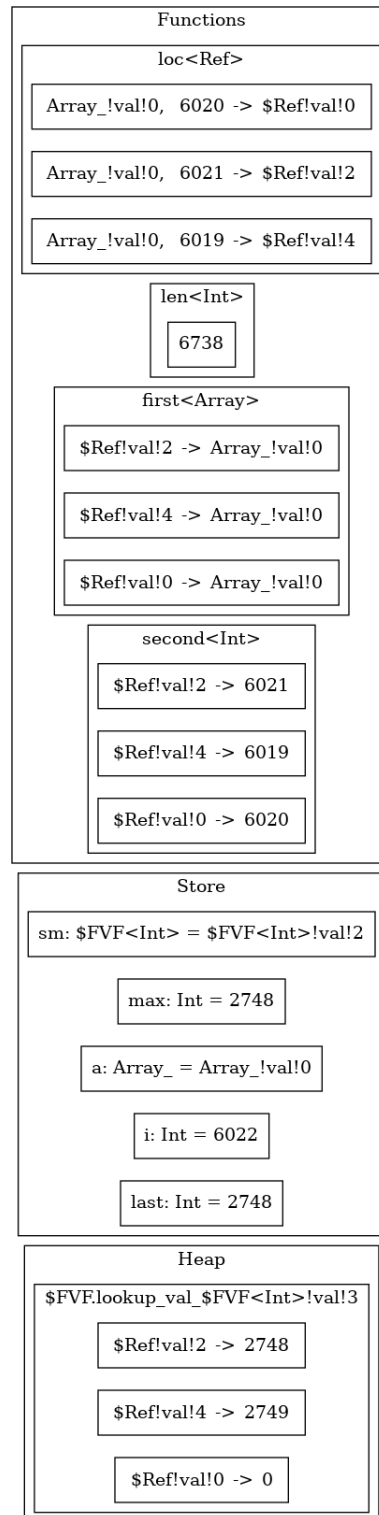 Functions
loc<Ref>
Array_!val!0,  6020 -> $Ref!val!0
Array_!val!0,  6021 -> $Ref!val!2
Array_!val!0,  6019 -> $Ref!val!4
len<Int>
6738
first<Array>
$Ref!val!2 -> Array_!val!0
$Ref!val!4 -> Array_!val!0
$Ref!val!0 -> Array_!val!0
second<Int>
$Ref!val!2 -> 6021
$Ref!val!4 -> 6019
$Ref!val!0 -> 6020
Store
sm: $FVF<Int> = $FVF<Int>!val!2
max: Int = 2748
a: Array_ = Array_!val!0
i: Int = 6022
last: Int = 2748
Heap
$FVF.lookup_val_$FVF<Int>!val!3
$Ref!val!2 -> 2748
$Ref!val!4 -> 2749
$Ref!val!0 -> 0